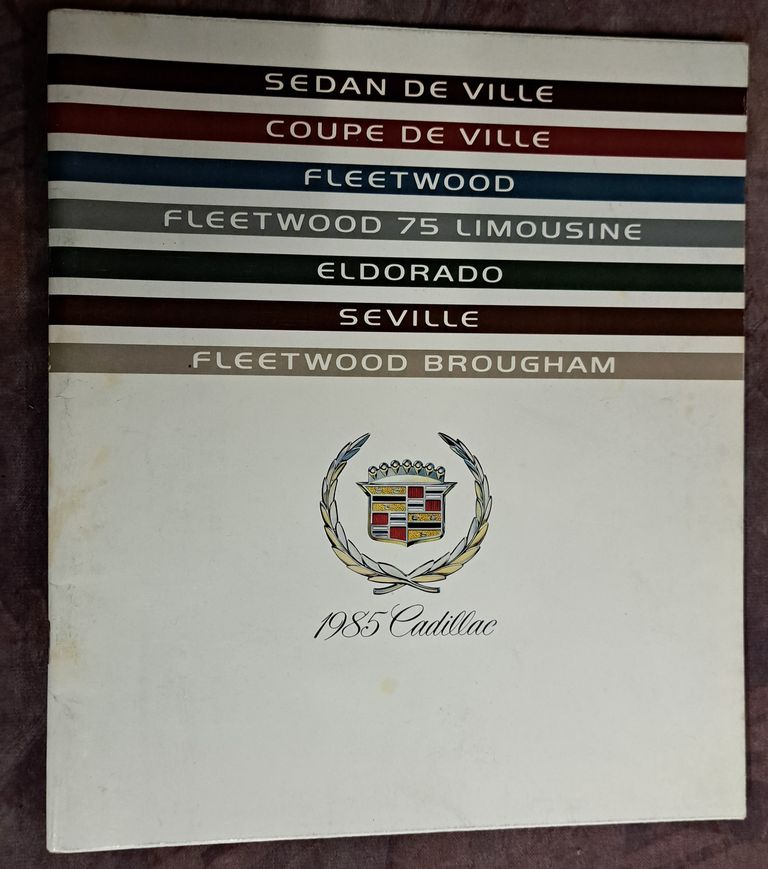 SEDAN DE VILLE
COUPE DE VILLE
FLEETWOOD
FLEETWOOD 75 LIMOUSINE
ELDORADO
SEVILLE
FLEETWOOD BROUGHAM
1985 Cadillac